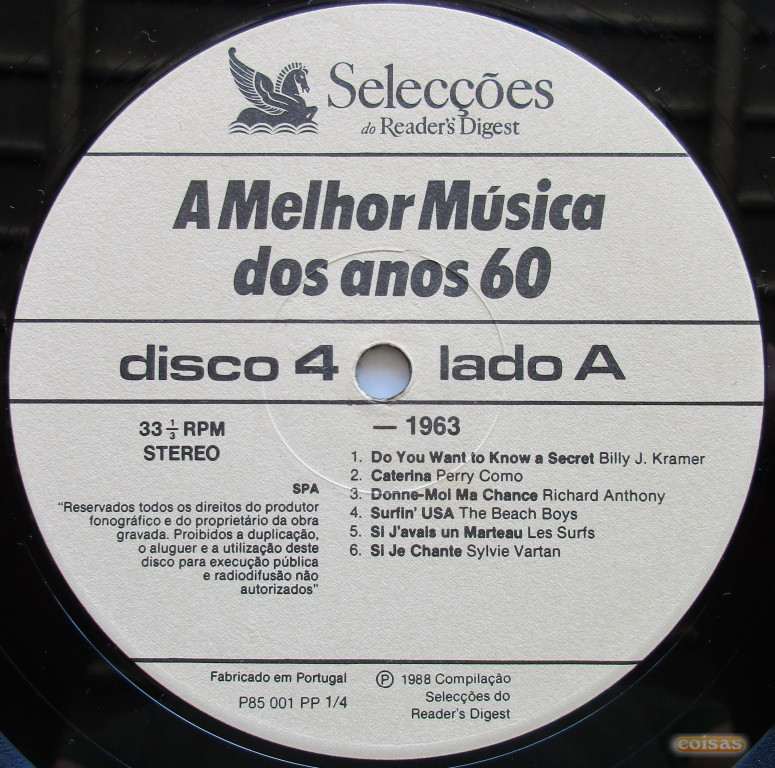 Selecções
do Reader's Digest
A Melhor Música
dos anos 60
disco 4 lado A
33 1/3 RPM
STEREO
— 1963
1. Do You Want to Know a Secret Billy J. Kramer
2. Caterina Perry Como
3. Donne-Moi Ma Chance Richard Anthony
4. Surfin' USA The Beach Boys
5. Si J'avais un Marteau Les Surfs
6. Si Je Chante Sylvie Vartan
SPA
"Reservados todos os direitos do produtor
fonográfico e do proprietário da obra
gravada. Proibidos a duplicação,
o aluguer e a utilização deste
disco para execução pública
e radiodifusão não
autorizados"
Fabricado em Portugal
P85 001 PP 1/4
Ⓟ 1988 Compilação
Selecções do
Reader's Digest
coisas